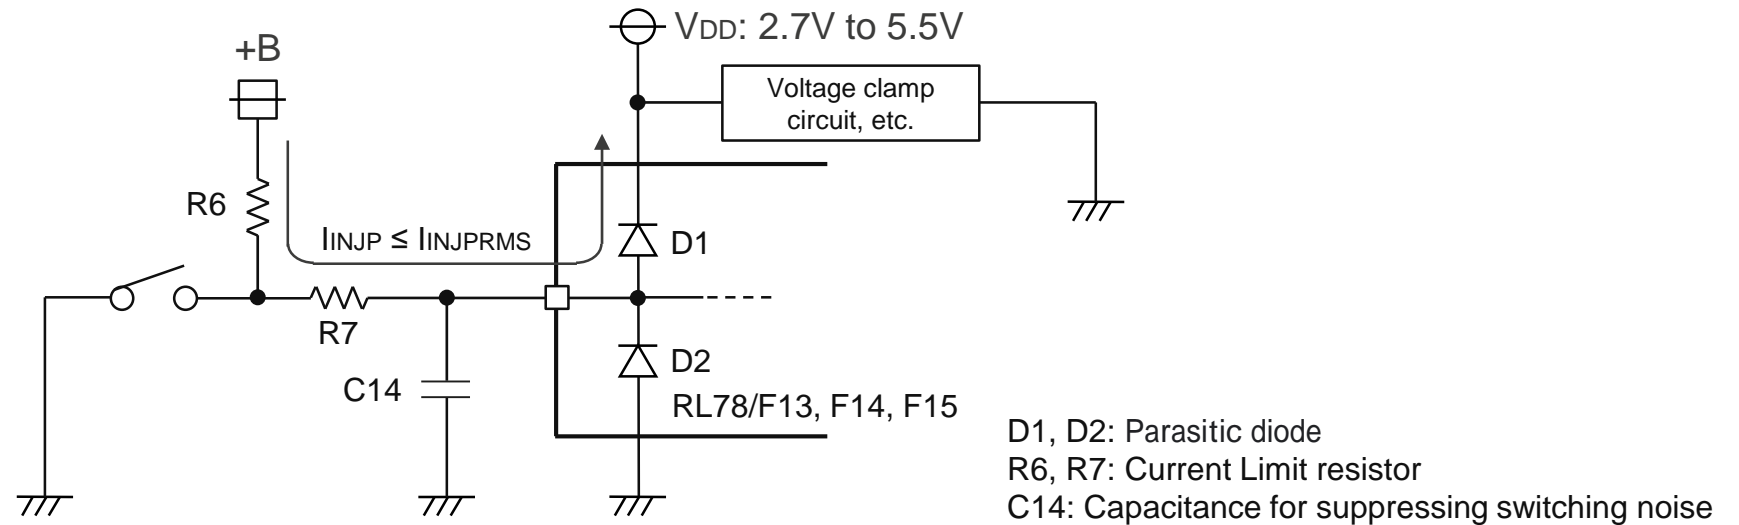 +B
VDD: 2.7V to 5.5V
Voltage clamp
circuit, etc.
R6
IINJP ≤ IINJPRMS
D1
R7
D2
C14
RL78/F13, F14, F15
D1, D2: Parasitic diode
R6, R7: Current Limit resistor
C14: Capacitance for suppressing switching noise